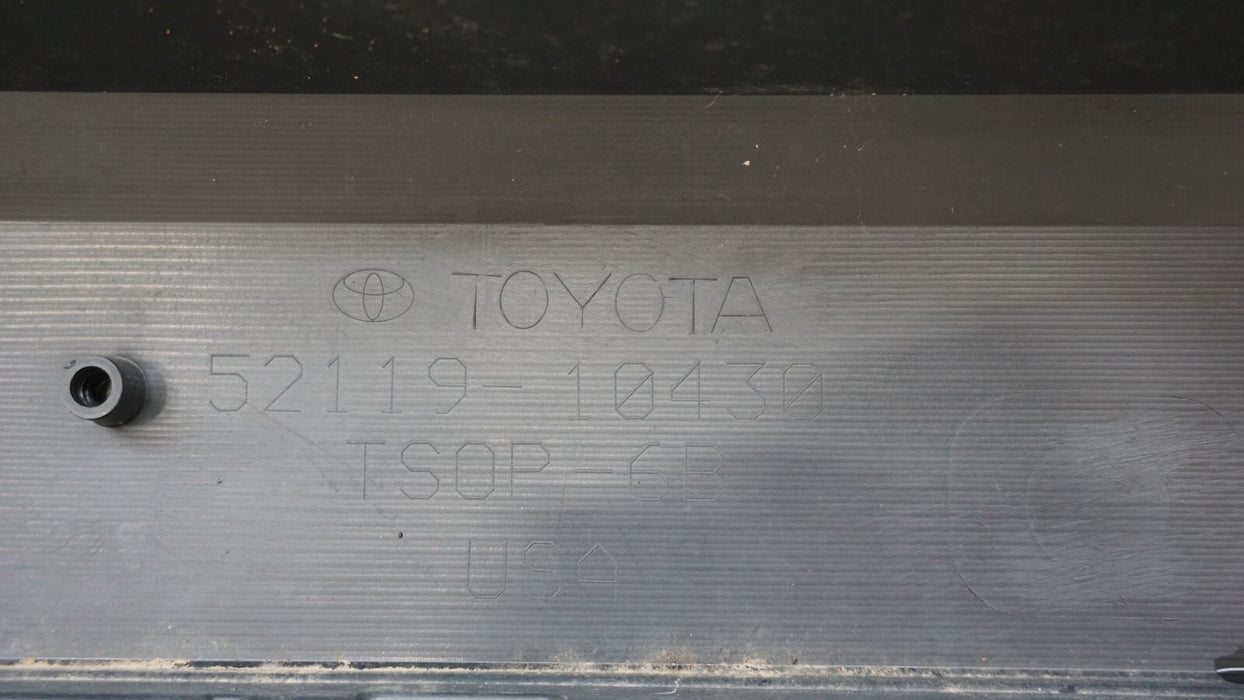 TOYOTA
52119-10430
TSOP-6B
USA